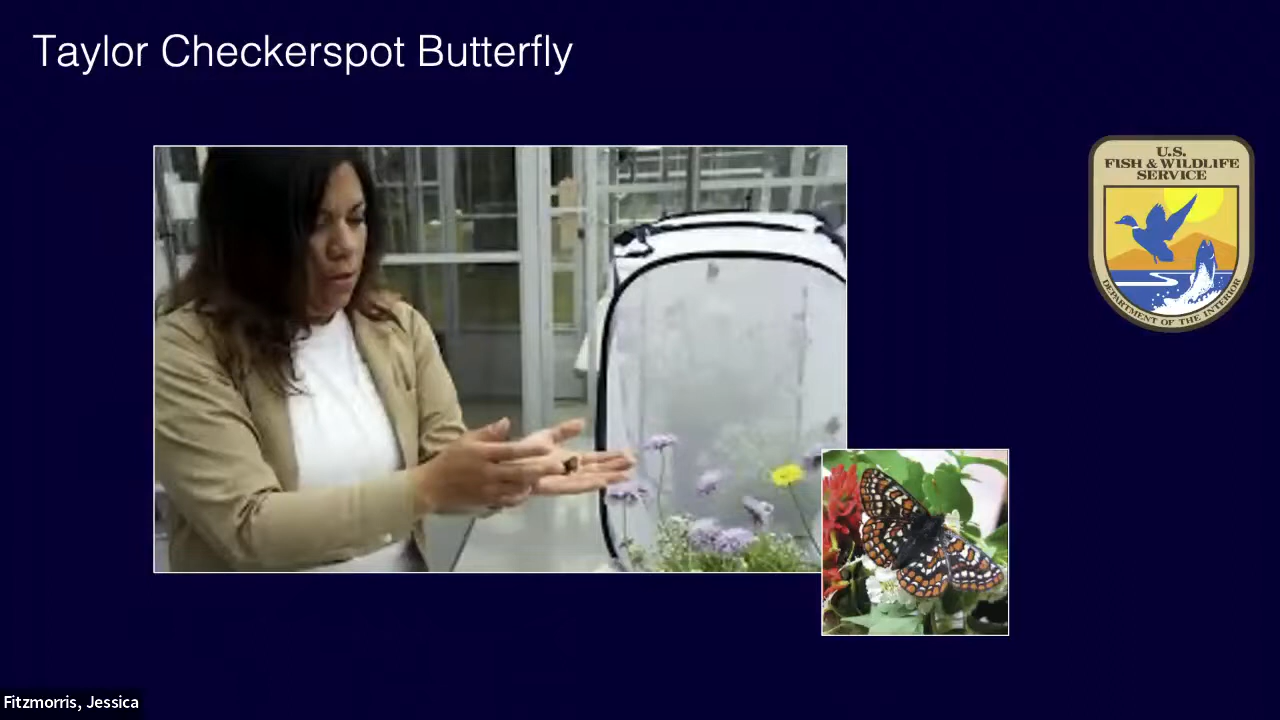 Taylor Checkerspot Butterfly
U.S.
FISH & WILDLIFE
SERVICE
DEPARTMENT OF THE INTERIOR
Fitzmorris, Jessica